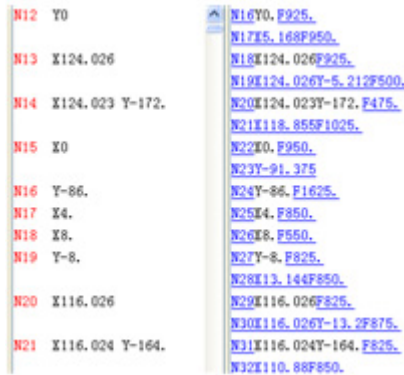 N12 Y0
N13 X124.026
N14 X124.023 Y-172.
N15 X0
N16 Y-86.
N17 X4.
N18 X8.
N19 Y-8.
N20 X116.026
N21 X116.024 Y-164.
N16Y0.F925.
N17X5.168F950.
N18X124.026F925.
N19X124.026Y-5.212F500.
N20X124.023Y-172.F475.
N21X118.855F1025.
N22X0.F950.
N23Y-91.375
N24Y-86.F1625.
N25X4.F850.
N26X8.F550.
N27Y-8.F825.
N28X13.144F850.
N29X116.026F825.
N30X116.026Y-13.2F875.
N31X116.024Y-164.F825.
N32X110.88F850.